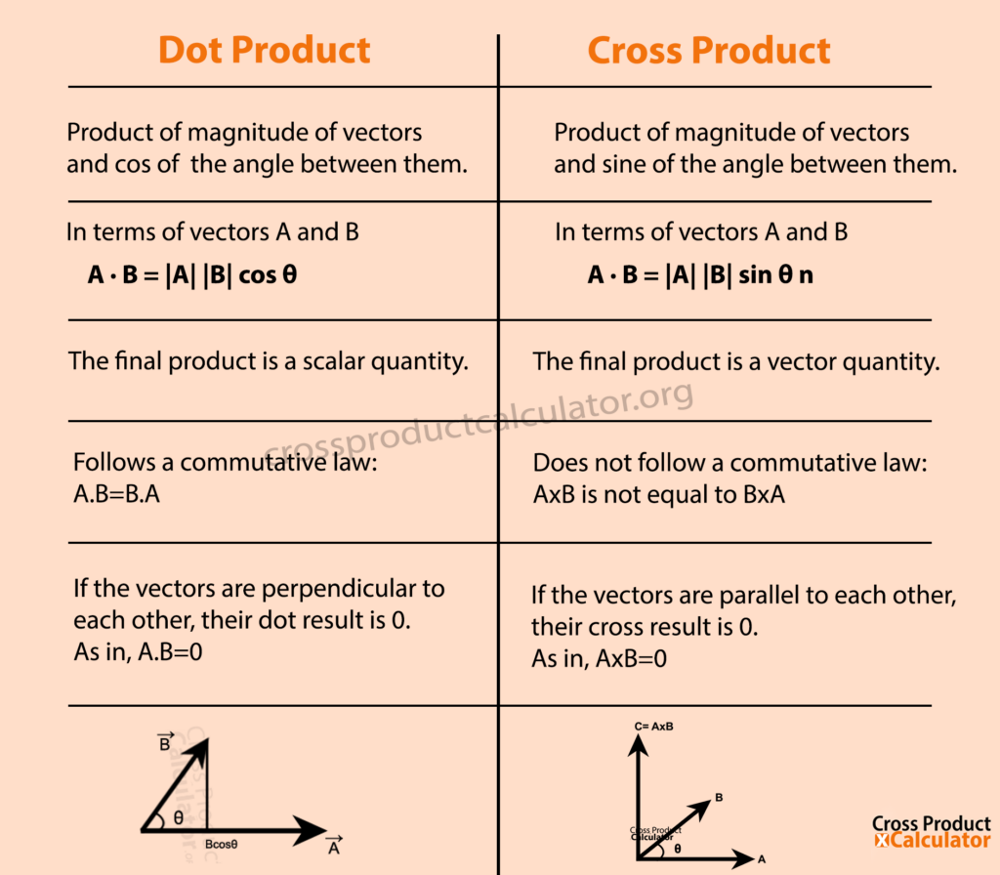 Dot Product
Cross Product
Product of magnitude of vectors
and cos of the angle between them.
Product of magnitude of vectors
and sine of the angle between them.
In terms of vectors A and B
A · B = |A| |B| cos θ
In terms of vectors A and B
A · B = |A| |B| sin θ n
The final product is a scalar quantity.
The final product is a vector quantity.
crossproductcalculator.org
Follows a commutative law:
A.B=B.A
Does not follow a commutative law:
AxB is not equal to BxA
If the vectors are perpendicular to
each other, their dot result is 0.
As in, A.B=0
If the vectors are parallel to each other,
their cross result is 0.
As in, AxB=0
B
θ
Bcosθ
A
C= AxB
B
Cross Product
Calculator
θ
A
Cross Product
xCalculator